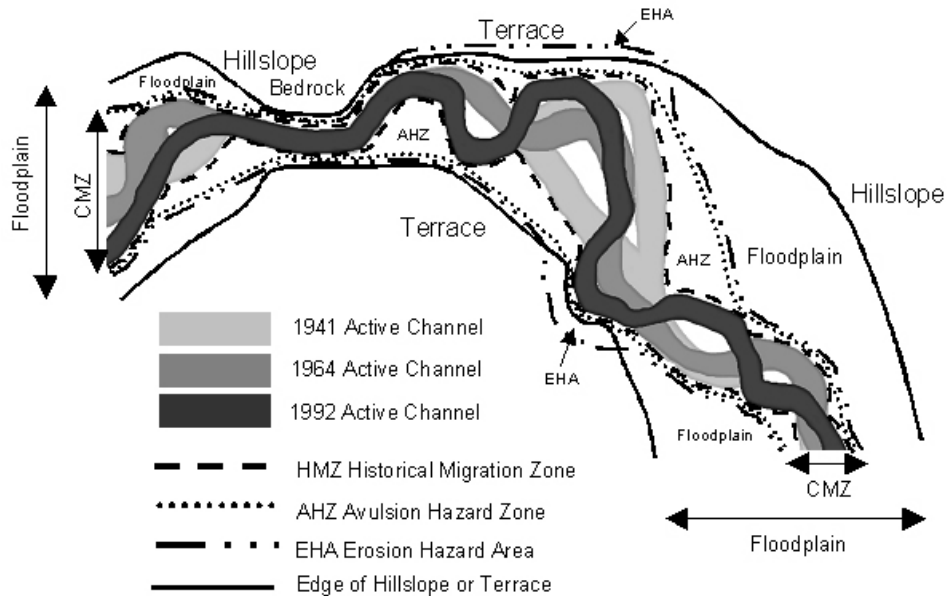 EHA
Terrace
Hillslope
Floodplain
Bedrock
AHZ
Floodplain
CMZ
Hillslope
Terrace
AHZ
Floodplain
1941 Active Channel
1964 Active Channel
EHA
1992 Active Channel
Floodplain
HMZ Historical Migration Zone
CMZ
AHZ Avulsion Hazard Zone
EHA Erosion Hazard Area
Floodplain
Edge of Hillslope or Terrace